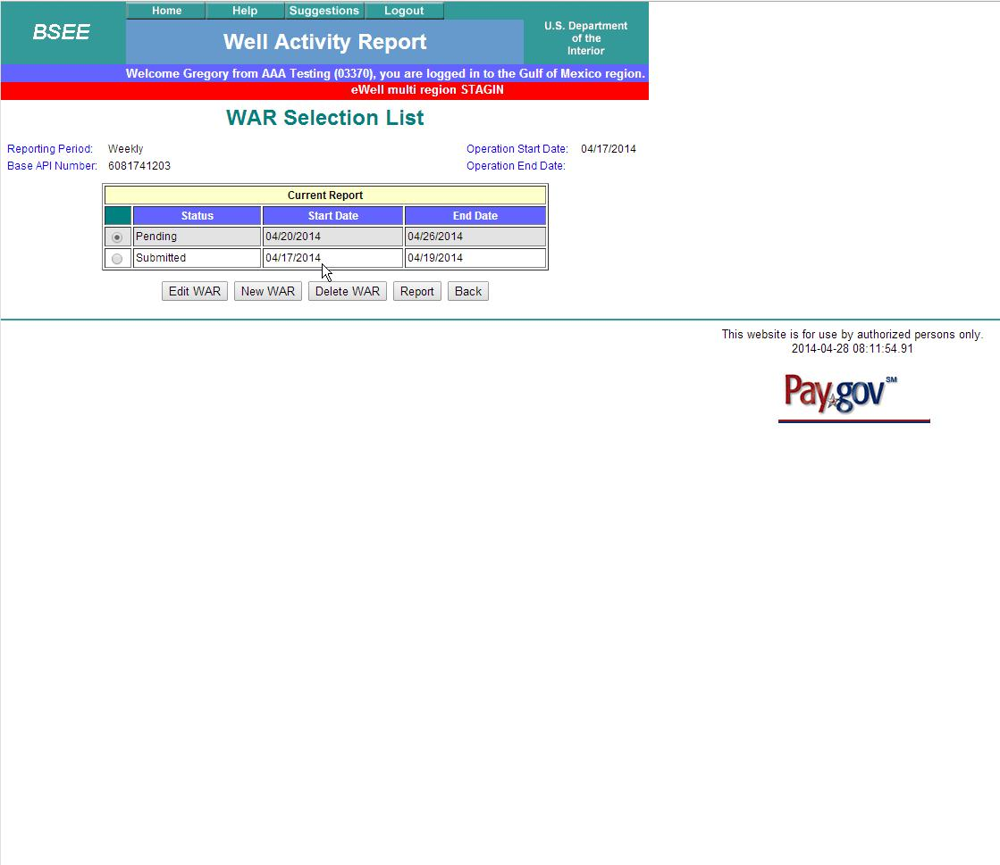 BSEE
Home Help Suggestions Logout
Well Activity Report
U.S. Department
of the
Interior
Welcome Gregory from AAA Testing (03370), you are logged in to the Gulf of Mexico region.
eWell multi region STAGIN
WAR Selection List
Reporting Period: Weekly Operation Start Date: 04/17/2014
Base API Number: 6081741203 Operation End Date:
Current Report
Status Start Date End Date
Pending 04/20/2014 04/26/2014
Submitted 04/17/2014 04/19/2014
Edit WAR New WAR Delete WAR Report Back
This website is for use by authorized persons only.
2014-04-28 08:11:54.91
Pay.gov SM